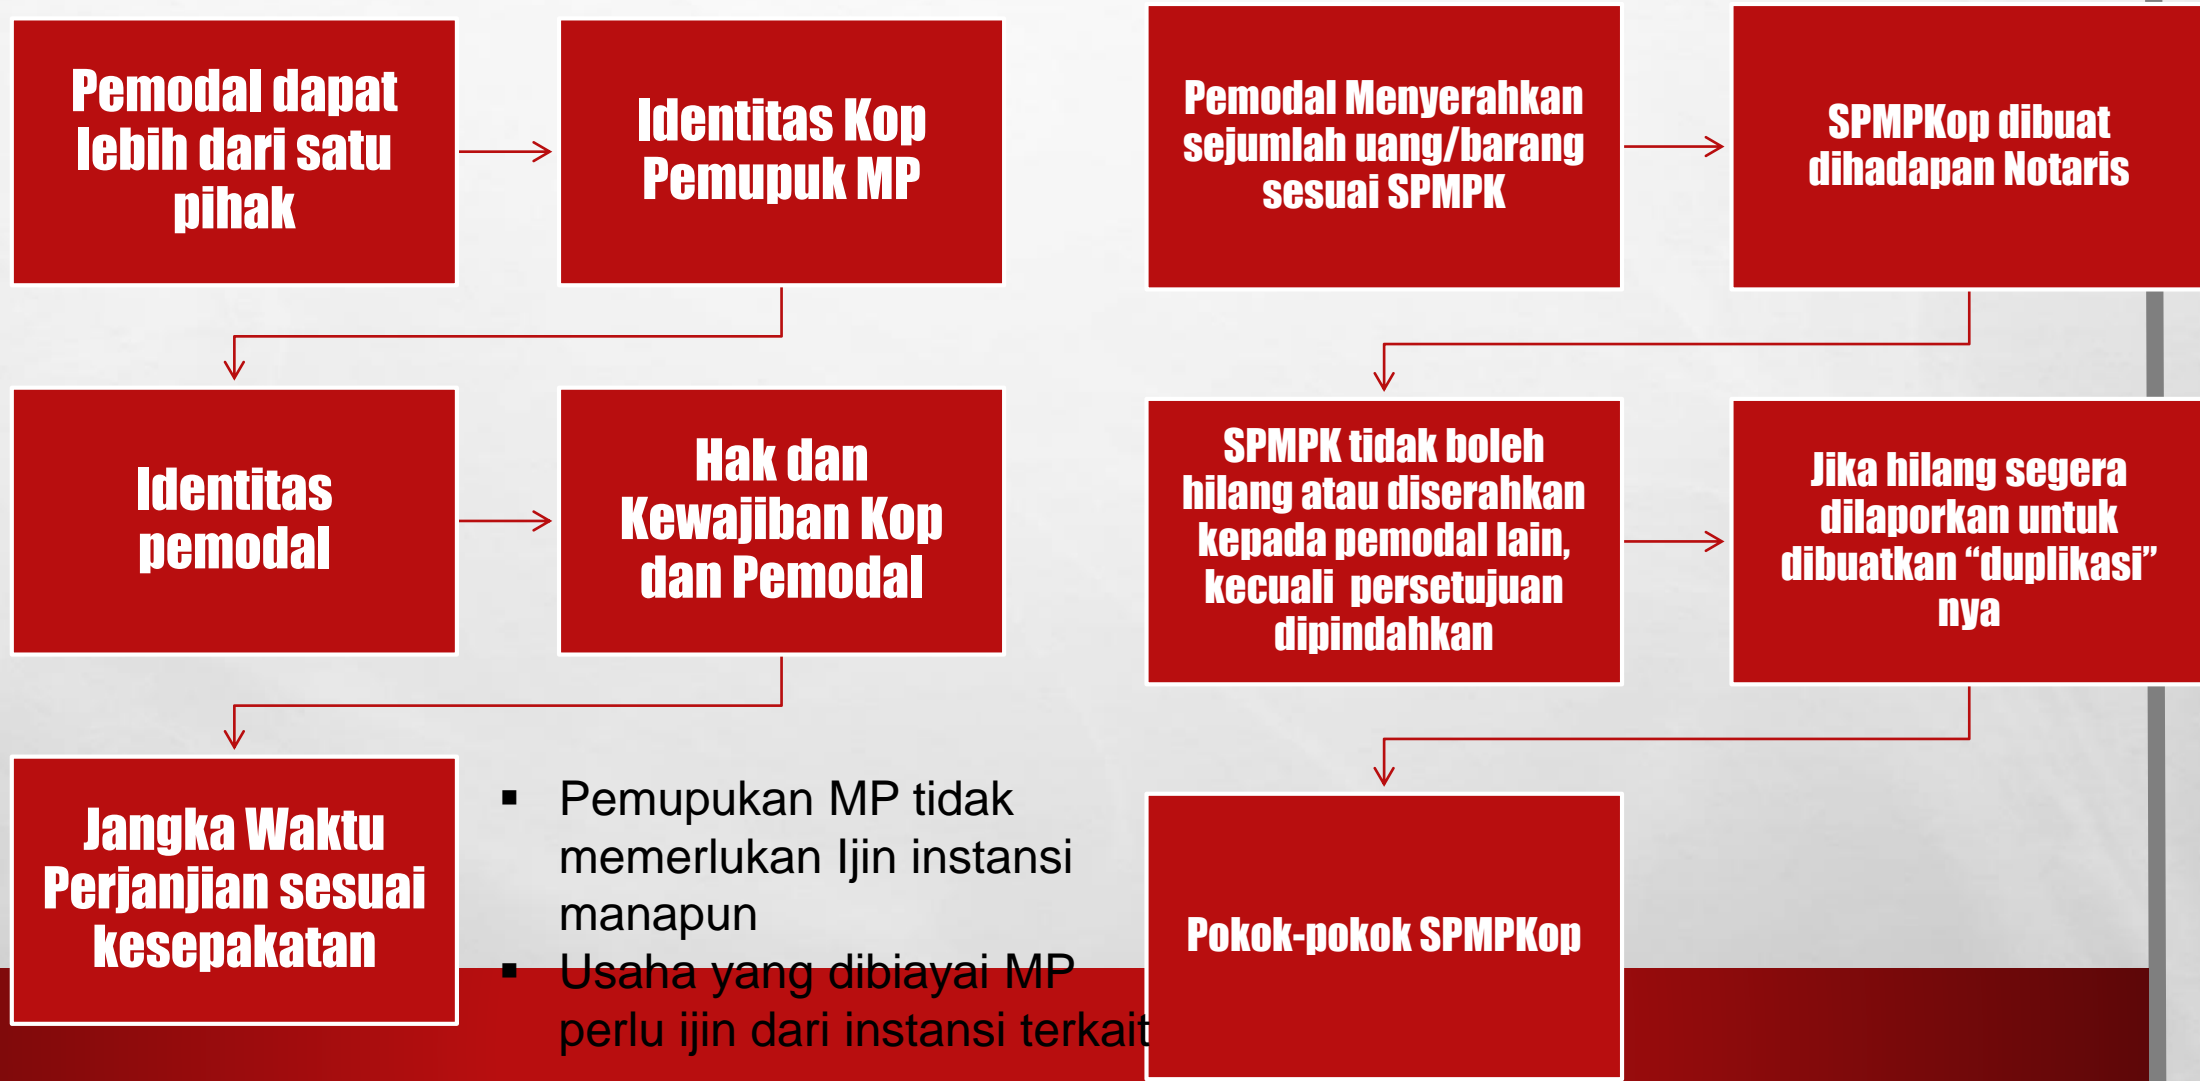 Pemodal dapat
lebih dari satu
pihak
Identitas Kop
Pemupuk MP
Identitas
pemodal
Hak dan
Kewajiban Kop
dan Pemodal
Jangka Waktu
Perjanjian sesuai
kesepakatan
▪ Pemupukan MP tidak
memerlukan Ijin instansi
manapun
▪ Usaha yang dibiayai MP
perlu ijin dari instansi terkait
Pemodal Menyerahkan
sejumlah uang/barang
sesuai SPMPK
SPMPKop dibuat
dihadapan Notaris
SPMPK tidak boleh
hilang atau diserahkan
kepada pemodal lain,
kecuali persetujuan
dipindahkan
Jika hilang segera
dilaporkan untuk
dibuatkan “duplikasi”
nya
Pokok-pokok SPMPKop